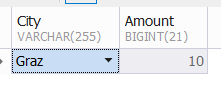 City Amount
VARCHAR(255) BIGINT(21)
Graz 10